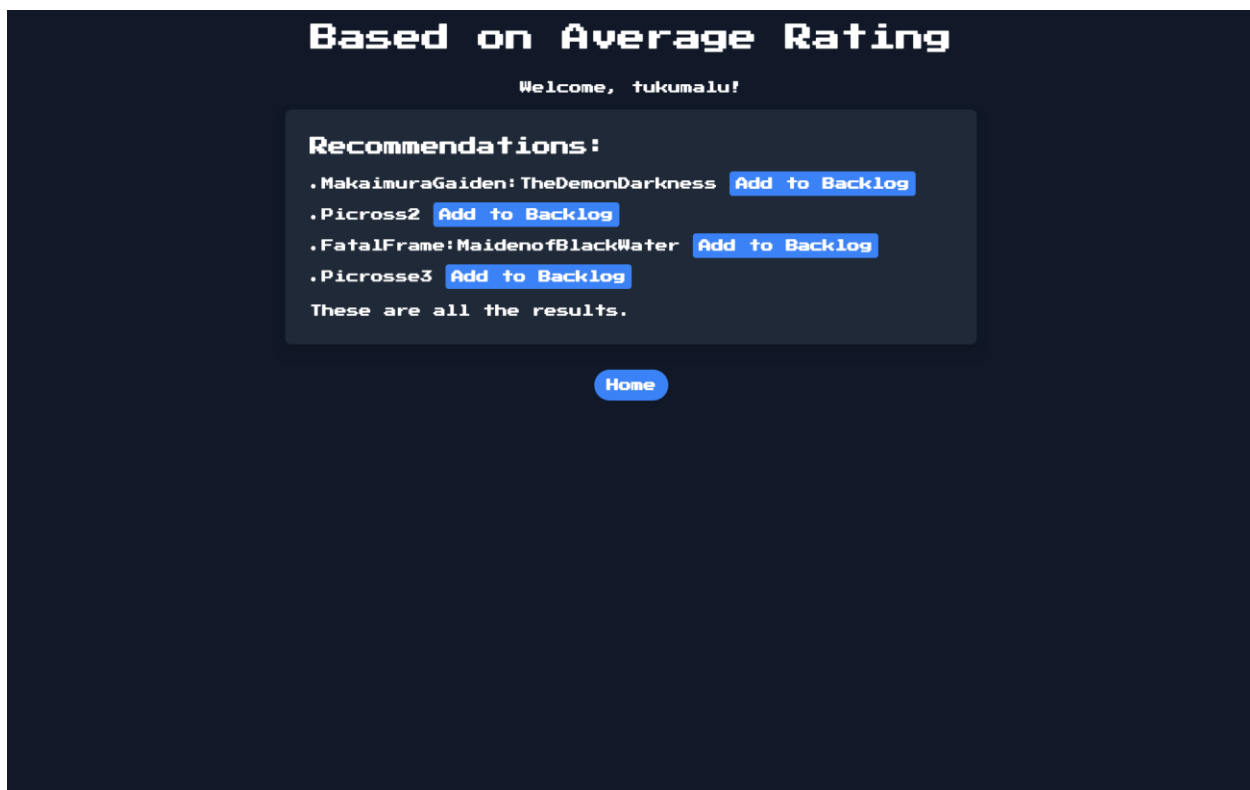 Based on Average Rating
Welcome, tukumalu!
Recommendations:
.MakaimuraGaiden:TheDemonDarkness Add to Backlog
.Picross2 Add to Backlog
.FatalFrame:MaidenofBlackWater Add to Backlog
.Picrosse3 Add to Backlog
These are all the results.
Home